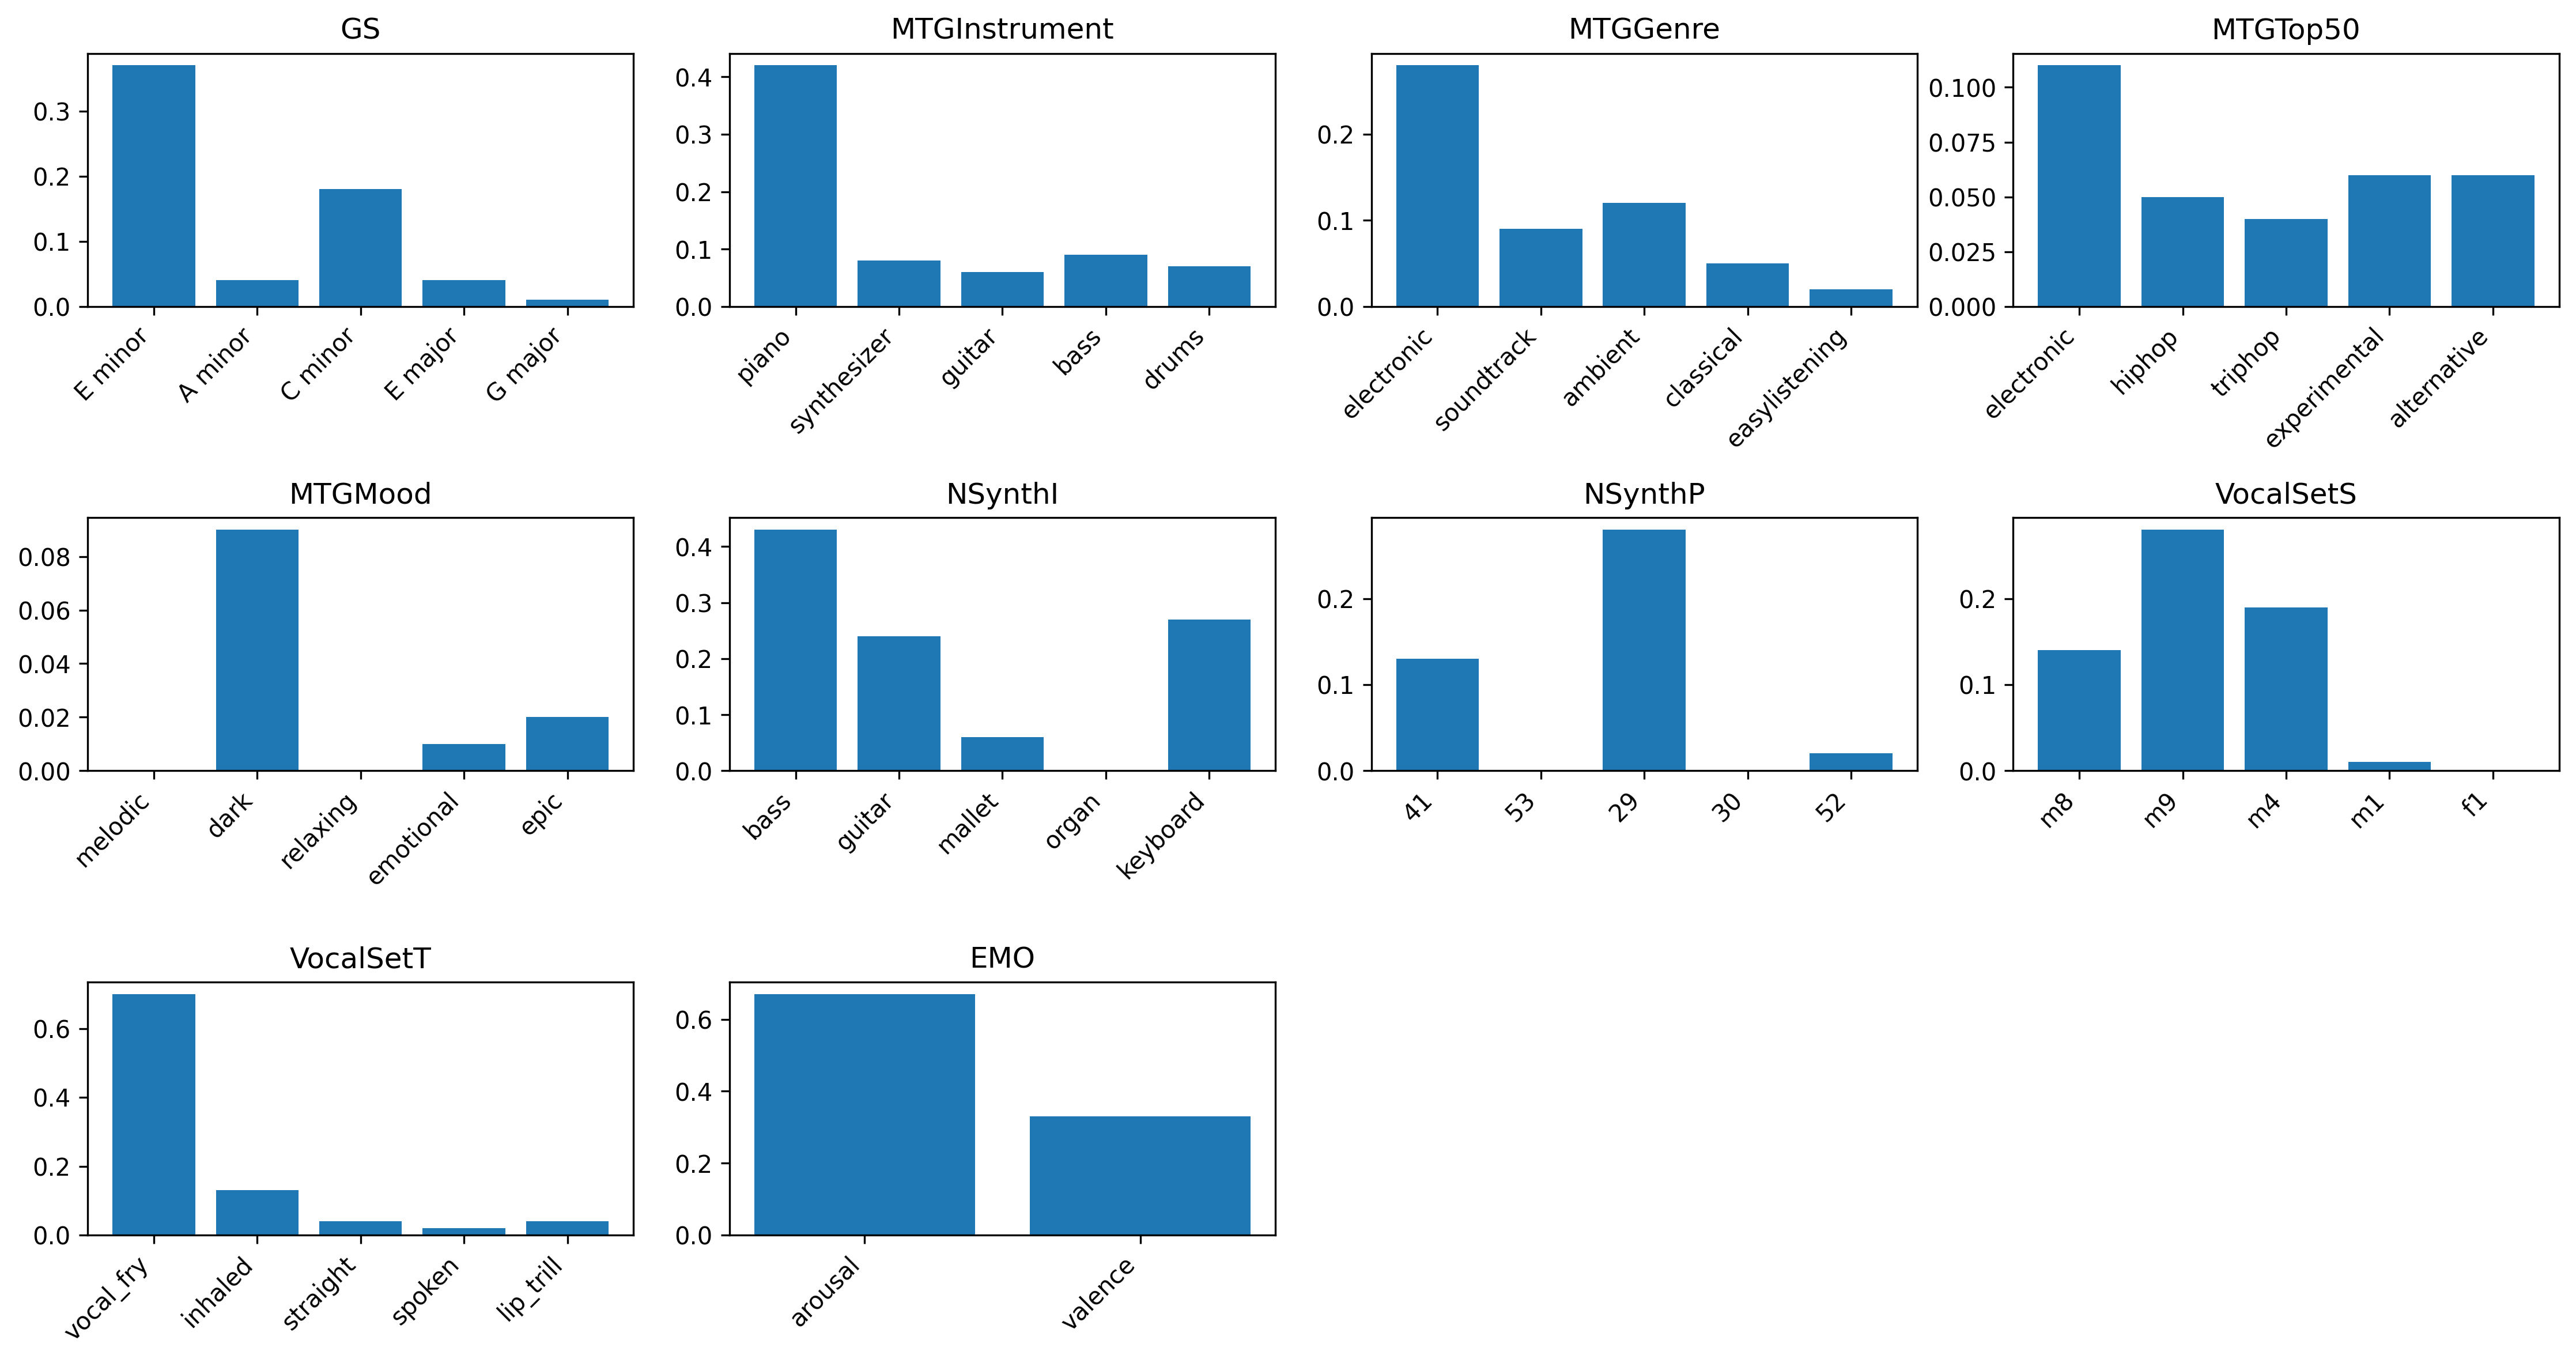 GS
0.3
0.2
0.1
0.0
E minor
A minor
C minor
E major
G major
MTGInstrument
0.4
0.3
0.2
0.1
0.0
piano
synthesizer
guitar
bass
drums
MTGGenre
0.2
0.1
0.0
electronic
soundtrack
ambient
classical
easylistening
MTGTop50
0.100
0.075
0.050
0.025
0.000
electronic
hiphop
triphop
experimental
alternative
MTGMood
0.08
0.06
0.04
0.02
0.00
melodic
dark
relaxing
emotional
epic
NSynthI
0.4
0.3
0.2
0.1
0.0
bass
guitar
mallet
organ
keyboard
NSynthP
0.2
0.1
0.0
41
53
29
30
52
VocalSetS
0.2
0.1
0.0
m8
m9
m4
m1
f1
VocalSetT
0.6
0.4
0.2
0.0
vocal_fry
inhaled
straight
spoken
lip_trill
EMO
0.6
0.4
0.2
0.0
arousal
valence